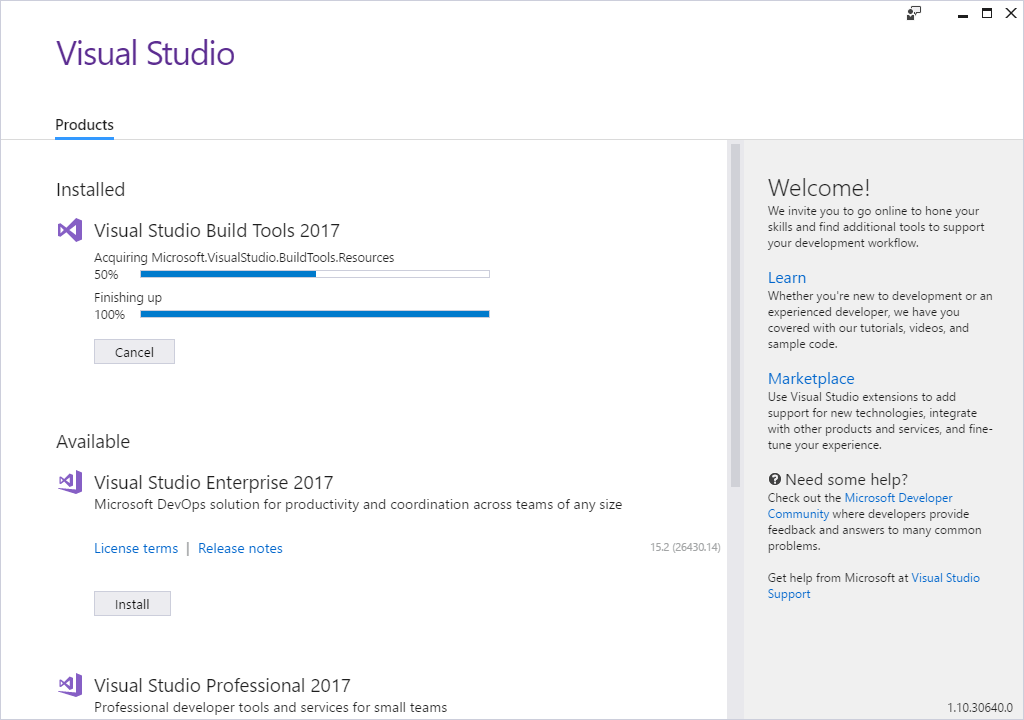 Visual Studio
Products
Installed
Visual Studio Build Tools 2017
Acquiring Microsoft.VisualStudio.BuildTools.Resources
50%
Finishing up
100%
Cancel
Available
Visual Studio Enterprise 2017
Microsoft DevOps solution for productivity and coordination across teams of any size
License terms | Release notes
15.2 (26430.14)
Install
Visual Studio Professional 2017
Professional developer tools and services for small teams
Welcome!
We invite you to go online to hone your
skills and find additional tools to support
your development workflow.
Learn
Whether you're new to development or an
experienced developer, we have you
covered with our tutorials, videos, and
sample code.
Marketplace
Use Visual Studio extensions to add
support for new technologies, integrate
with other products and services, and fine-
tune your experience.
Need some help?
Check out the Microsoft Developer
Community where developers provide
feedback and answers to many common
problems.
Get help from Microsoft at Visual Studio
Support
1.10.30640.0